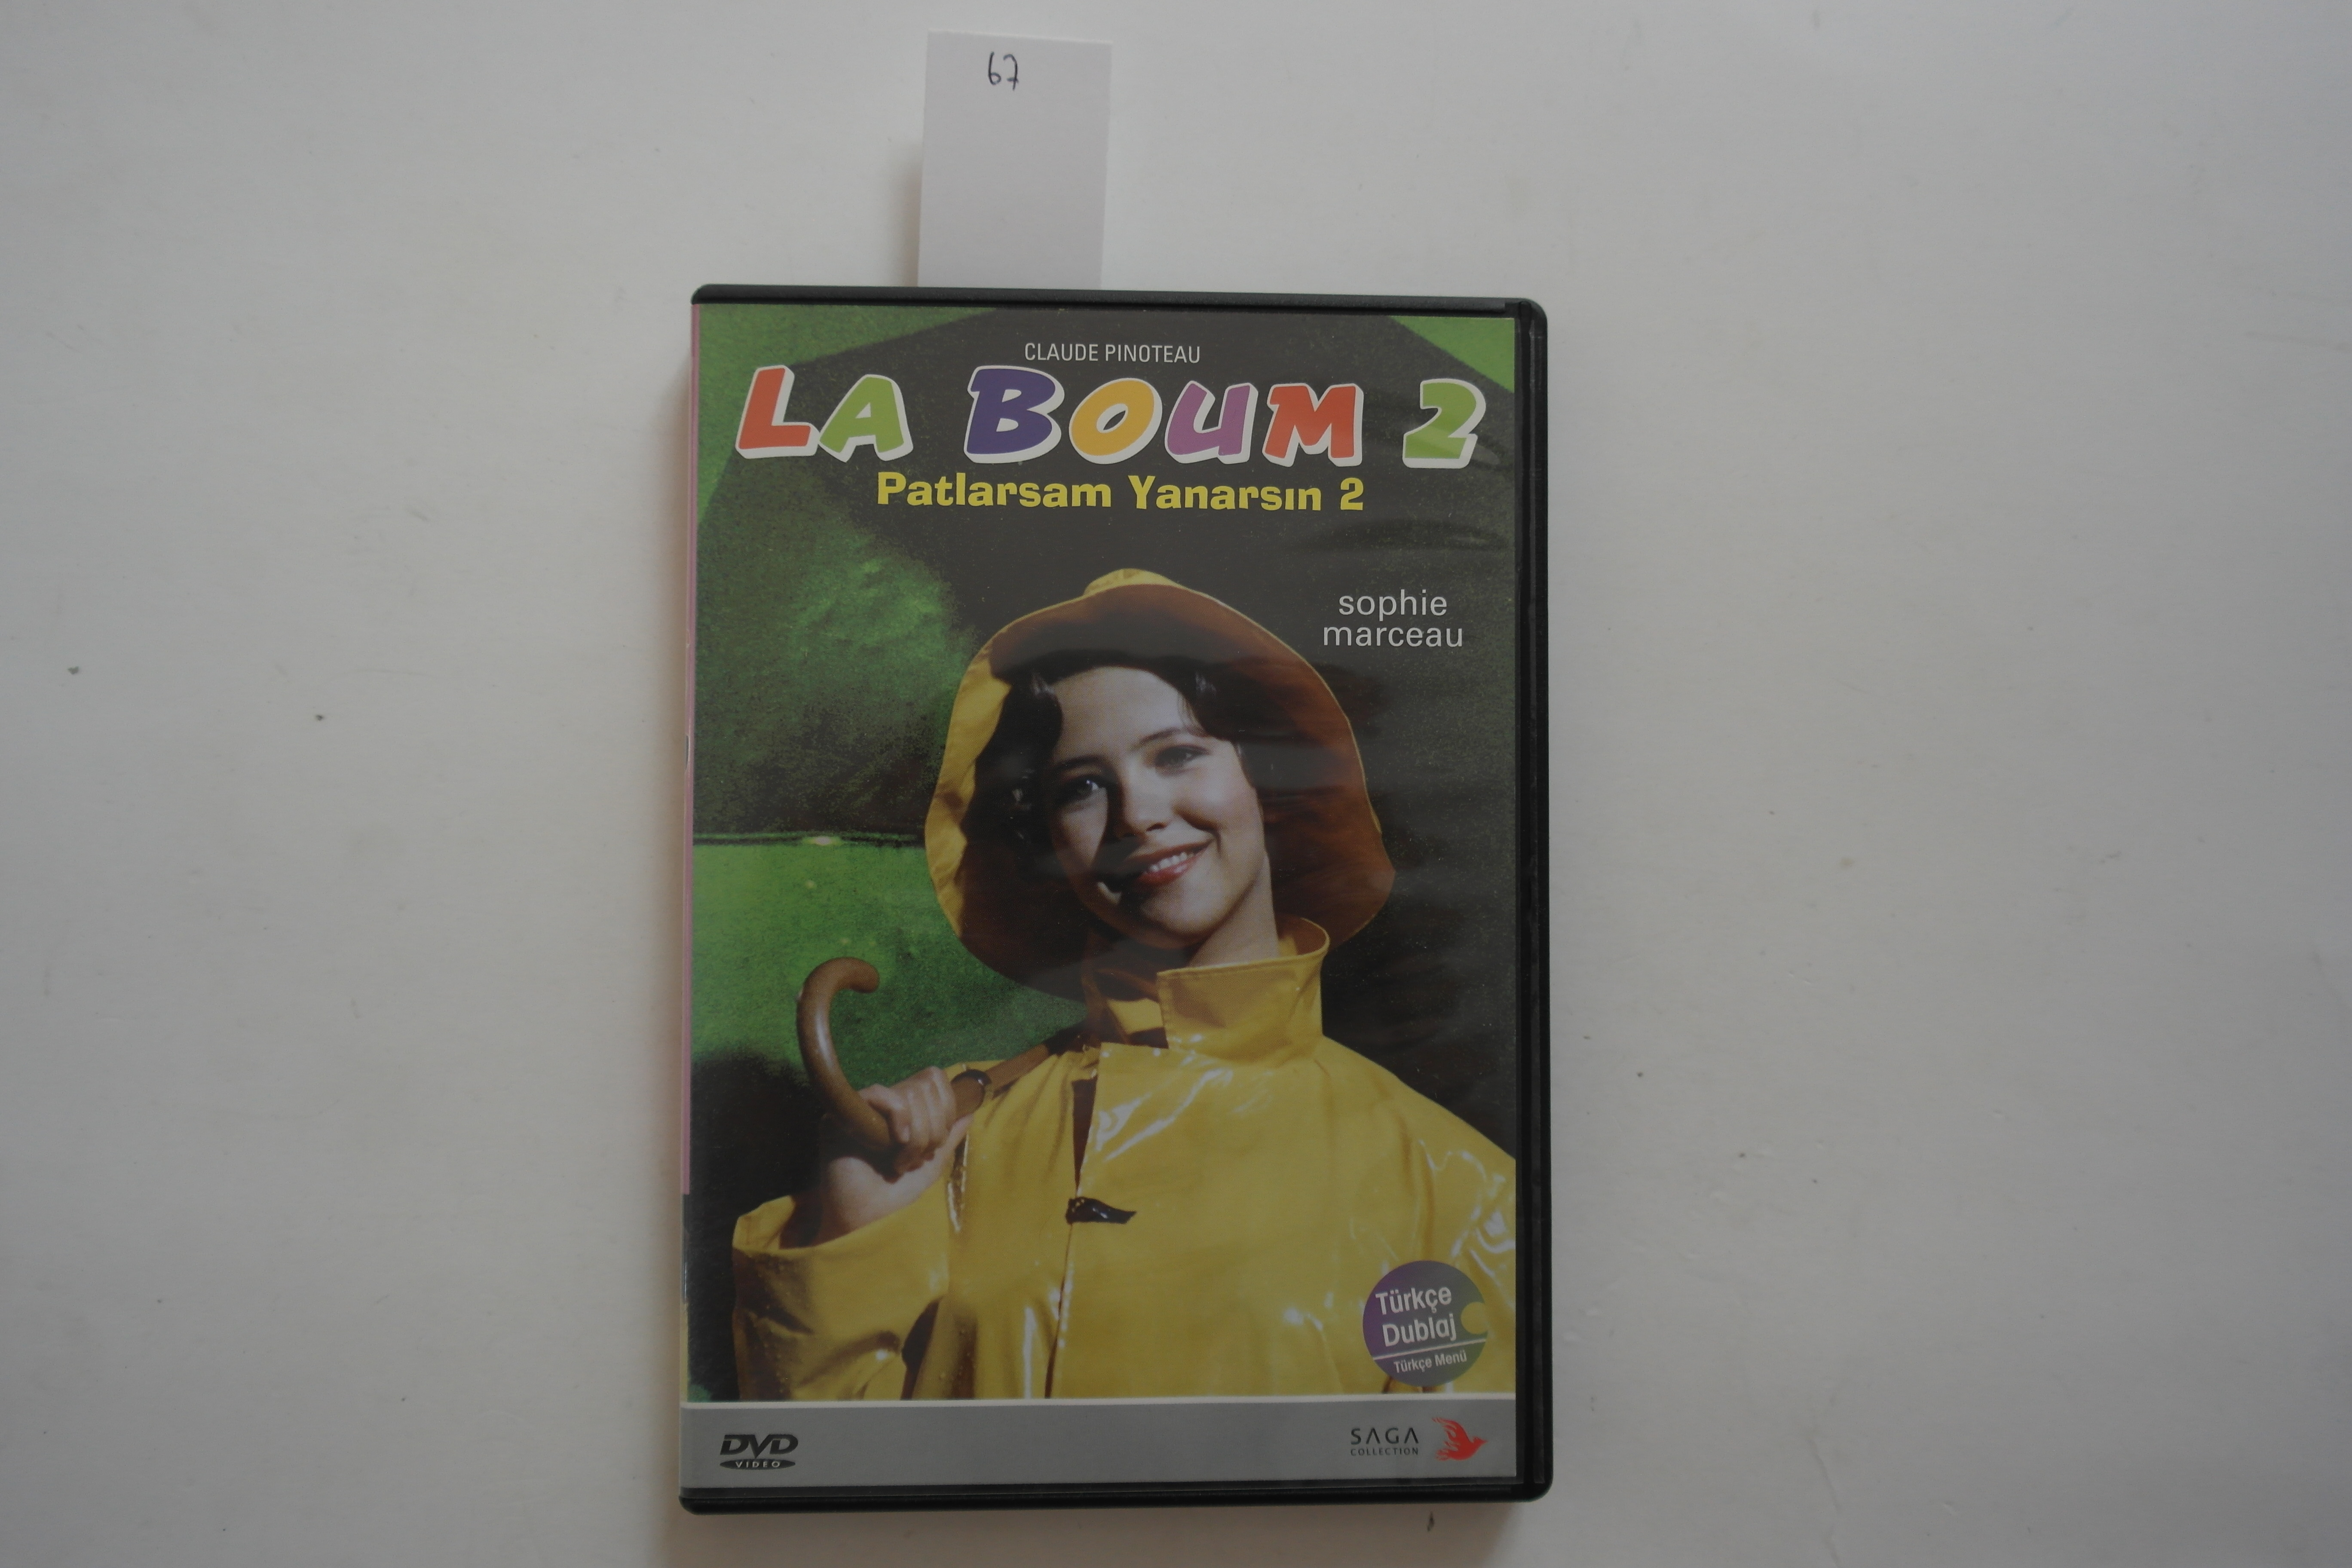 67
CLAUDE PINOTEAU
LA BOUM 2
Patlarsam Yanarsın 2
sophie
marceau
Türkçe
Dublaj
Türkçe Menü
DVD
VIDEO
SAGA
COLLECTION